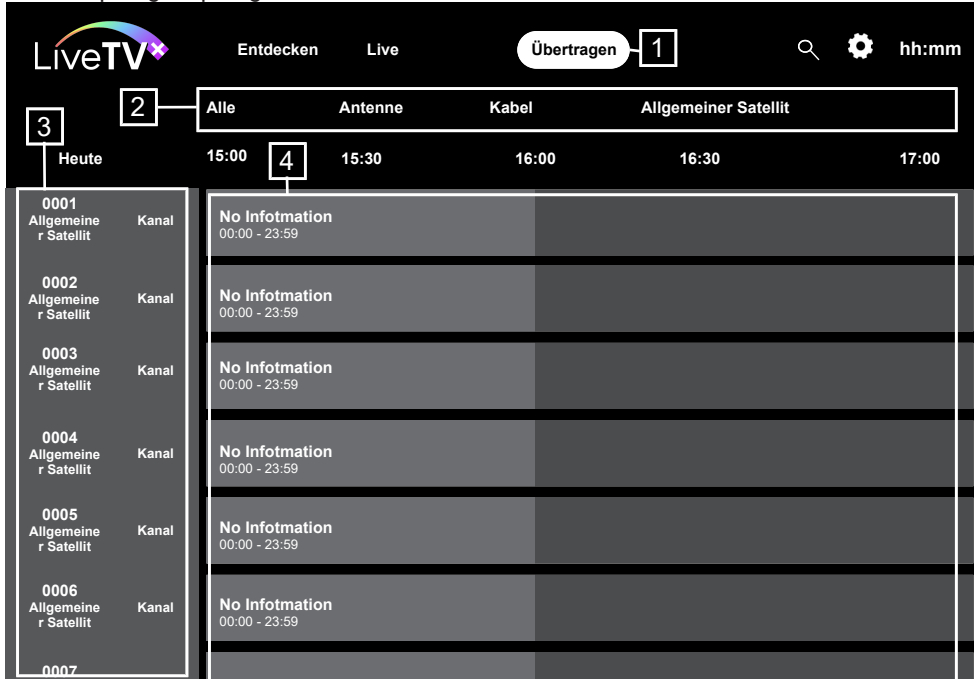 LiveTVx Entdecken Live Übertragen 1 hh:mm
2 Alle Antenne Kabel Allgemeiner Satellit
3
Heute 15:00 4 15:30 16:00 16:30 17:00
0001
Allgemeine
r Satellit
Kanal
No Infotmation
00:00 - 23:59
0002
Allgemeine
r Satellit
Kanal
No Infotmation
00:00 - 23:59
0003
Allgemeine
r Satellit
Kanal
No Infotmation
00:00 - 23:59
0004
Allgemeine
r Satellit
Kanal
No Infotmation
00:00 - 23:59
0005
Allgemeine
r Satellit
Kanal
No Infotmation
00:00 - 23:59
0006
Allgemeine
r Satellit
Kanal
No Infotmation
00:00 - 23:59
0007